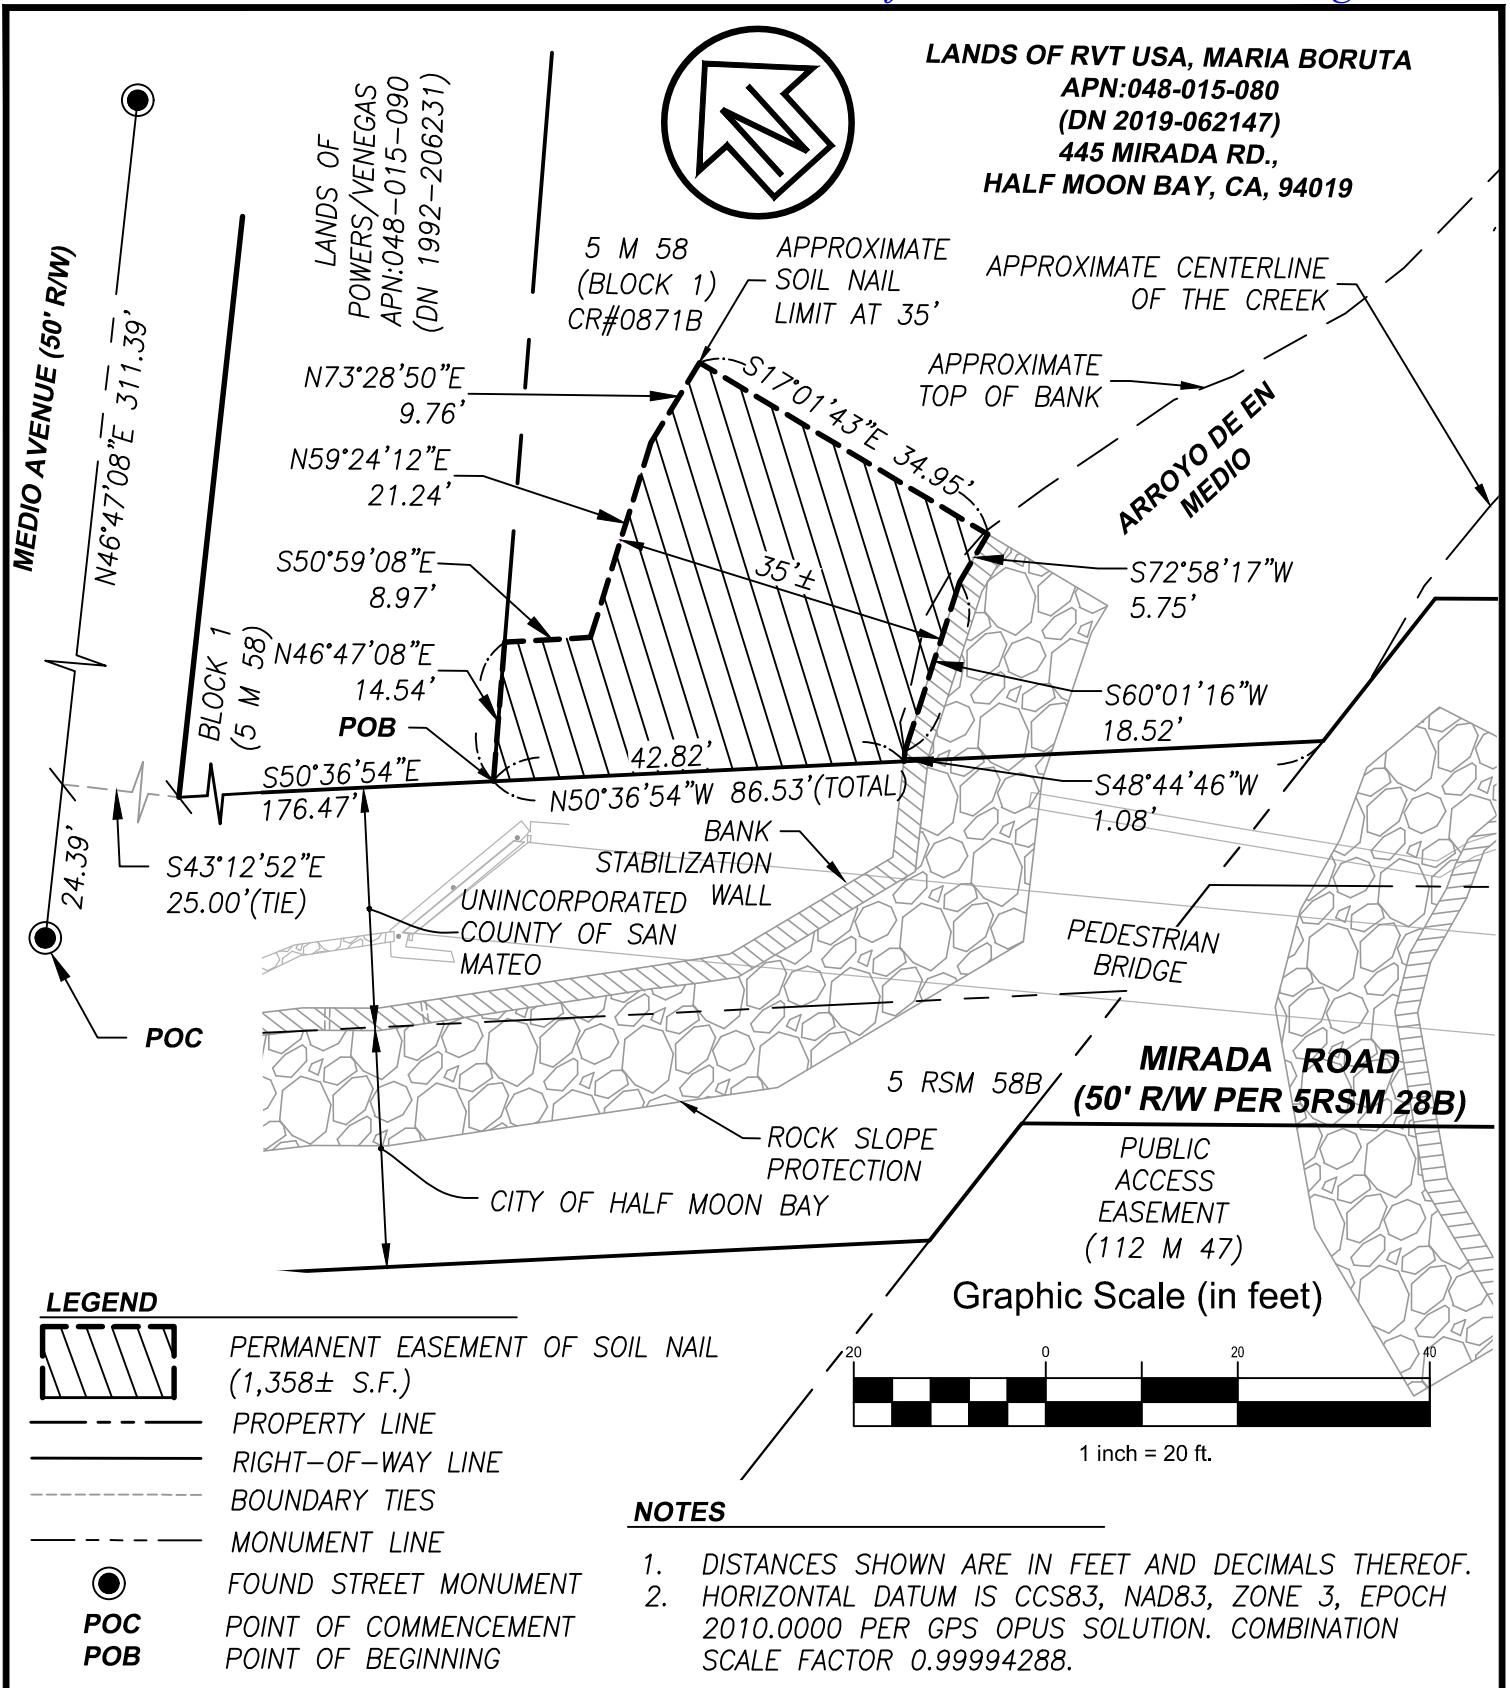 LANDS OF RVT USA, MARIA BORUTA
APN:048-015-080
(DN 2019-062147)
445 MIRADA RD.,
HALF MOON BAY, CA, 94019
N
LANDS OF
POWERS/VENEGAS
APN:048-015-090
(DN 1992-206231)
MEDIO AVENUE (50' R/W)
N46°47'08"E 311.39'
5 M 58
(BLOCK 1)
CR#0871B
APPROXIMATE
SOIL NAIL
LIMIT AT 35'
APPROXIMATE CENTERLINE
OF THE CREEK
APPROXIMATE
TOP OF BANK
ARROYO DE EN
MEDIO
N73°28'50"E
9.76'
S17°01'43"E 34.95'
N59°24'12"E
21.24'
S50°59'08"E
8.97'
35'±
S72°58'17"W
5.75'
BLOCK 1
(5 M 58)
N46°47'08"E
14.54'
S60°01'16"W
18.52'
POB
42.82'
S50°36'54"E
176.47'
N50°36'54"W 86.53'(TOTAL)
S48°44'46"W
1.08'
24.39'
S43°12'52"E
25.00'(TIE)
BANK
STABILIZATION
WALL
UNINCORPORATED
COUNTY OF SAN
MATEO
PEDESTRIAN
BRIDGE
POC
MIRADA ROAD
(50' R/W PER 5RSM 28B)
5 RSM 58B
ROCK SLOPE
PROTECTION
CITY OF HALF MOON BAY
PUBLIC
ACCESS
EASEMENT
(112 M 47)
Graphic Scale (in feet)
20 0 20 40
1 inch = 20 ft.
LEGEND
PERMANENT EASEMENT OF SOIL NAIL
(1,358± S.F.)
PROPERTY LINE
RIGHT-OF-WAY LINE
BOUNDARY TIES
MONUMENT LINE
FOUND STREET MONUMENT
POC POINT OF COMMENCEMENT
POB POINT OF BEGINNING
NOTES
1. DISTANCES SHOWN ARE IN FEET AND DECIMALS THEREOF.
2. HORIZONTAL DATUM IS CCS83, NAD83, ZONE 3, EPOCH
2010.0000 PER GPS OPUS SOLUTION. COMBINATION
SCALE FACTOR 0.99994288.